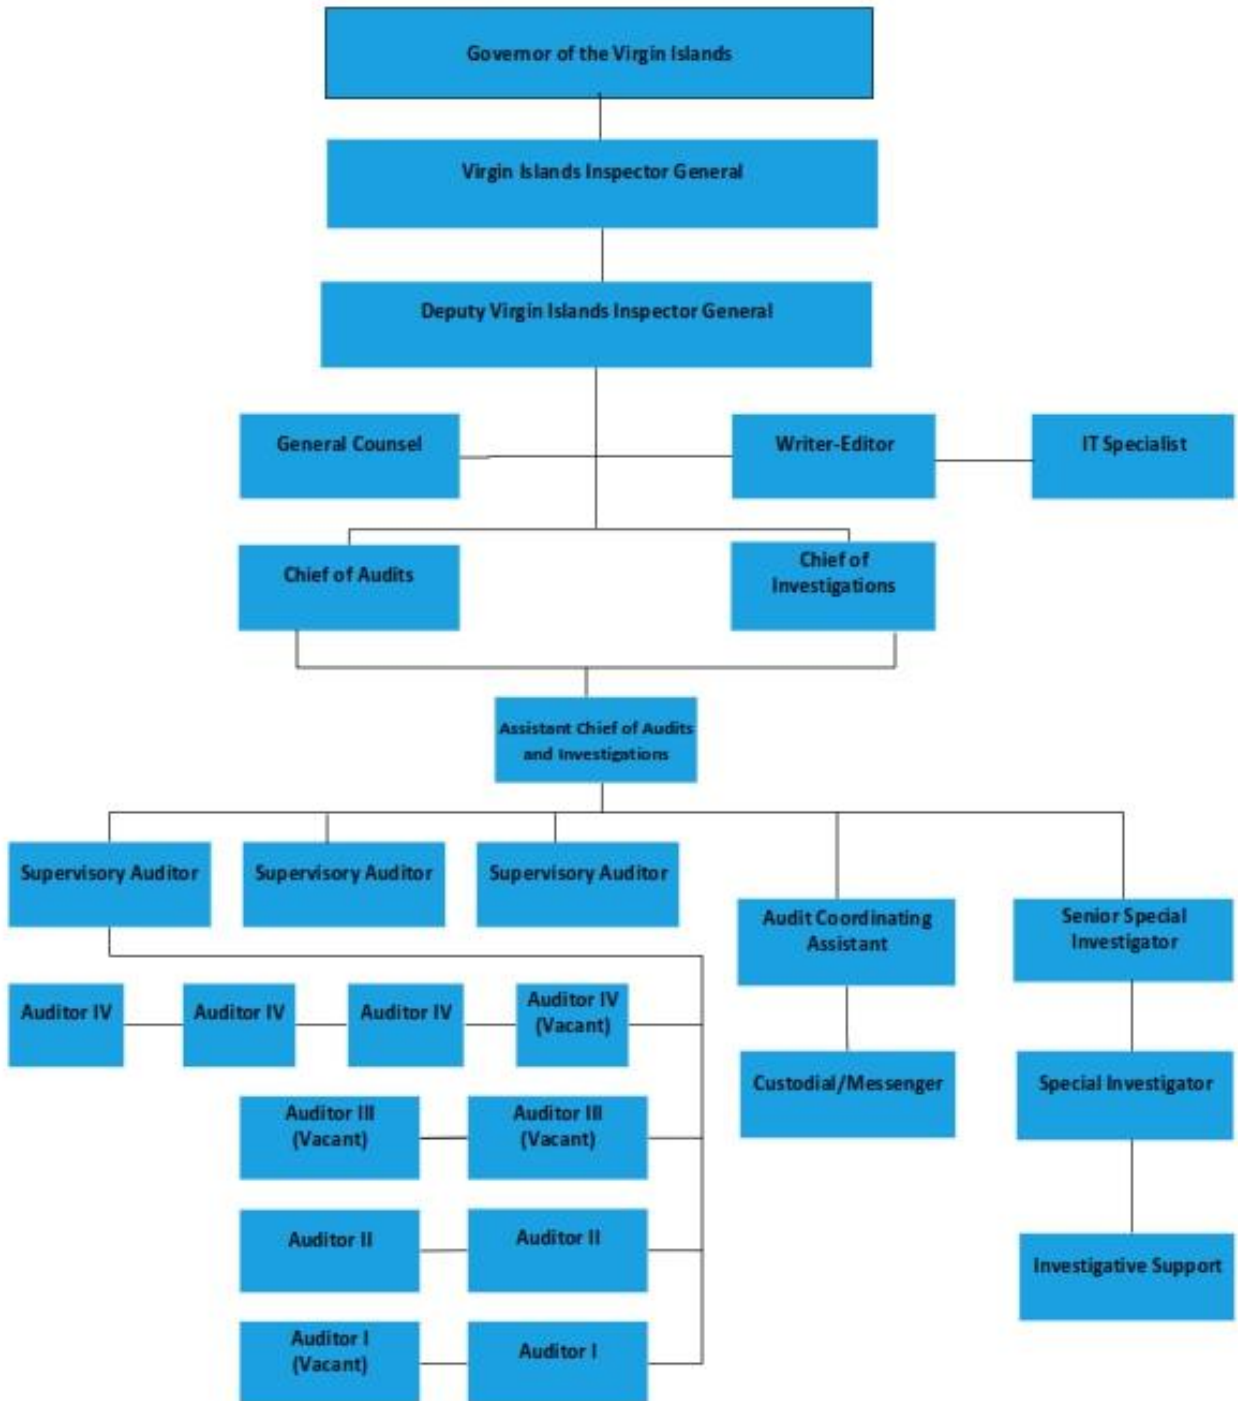 Governor of the Virgin Islands
Virgin Islands Inspector General
Deputy Virgin Islands Inspector General
General Counsel
Writer-Editor
IT Specialist
Chief of Audits
Chief of
Investigations
Assistant Chief of Audits
and Investigations
Supervisory Auditor
Supervisory Auditor
Supervisory Auditor
Audit Coordinating
Assistant
Senior Special
Investigator
Auditor IV
Auditor IV
Auditor IV
Auditor IV
(Vacant)
Custodial/Messenger
Special Investigator
Auditor III
(Vacant)
Auditor III
(Vacant)
Auditor II
Auditor II
Investigative Support
Auditor I
(Vacant)
Auditor I